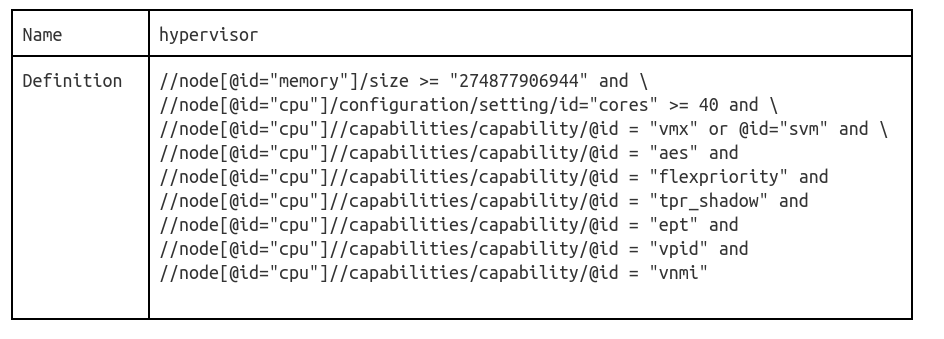 Name hypervisor
Definition //node[@id="memory"]/size >= "274877906944" and \
//node[@id="cpu"]/configuration/setting/id="cores" >= 40 and \
//node[@id="cpu"]//capabilities/capability/@id = "vmx" or @id="svm" and \
//node[@id="cpu"]//capabilities/capability/@id = "aes" and
//node[@id="cpu"]//capabilities/capability/@id = "flexpriority" and
//node[@id="cpu"]//capabilities/capability/@id = "tpr_shadow" and
//node[@id="cpu"]//capabilities/capability/@id = "ept" and
//node[@id="cpu"]//capabilities/capability/@id = "vpid" and
//node[@id="cpu"]//capabilities/capability/@id = "vnmi"